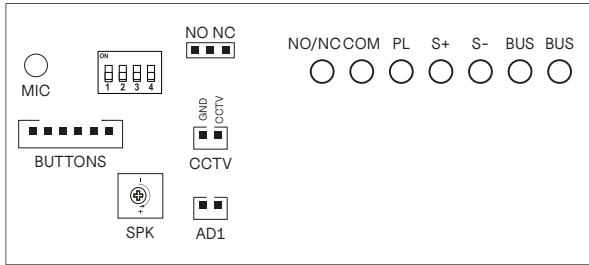 NO NC
NO/NC COM PL S+ S- BUS BUS
ON
1 2 3 4
MIC
GND
CCTV
BUTTONS
CCTV
- +
SPK
AD1